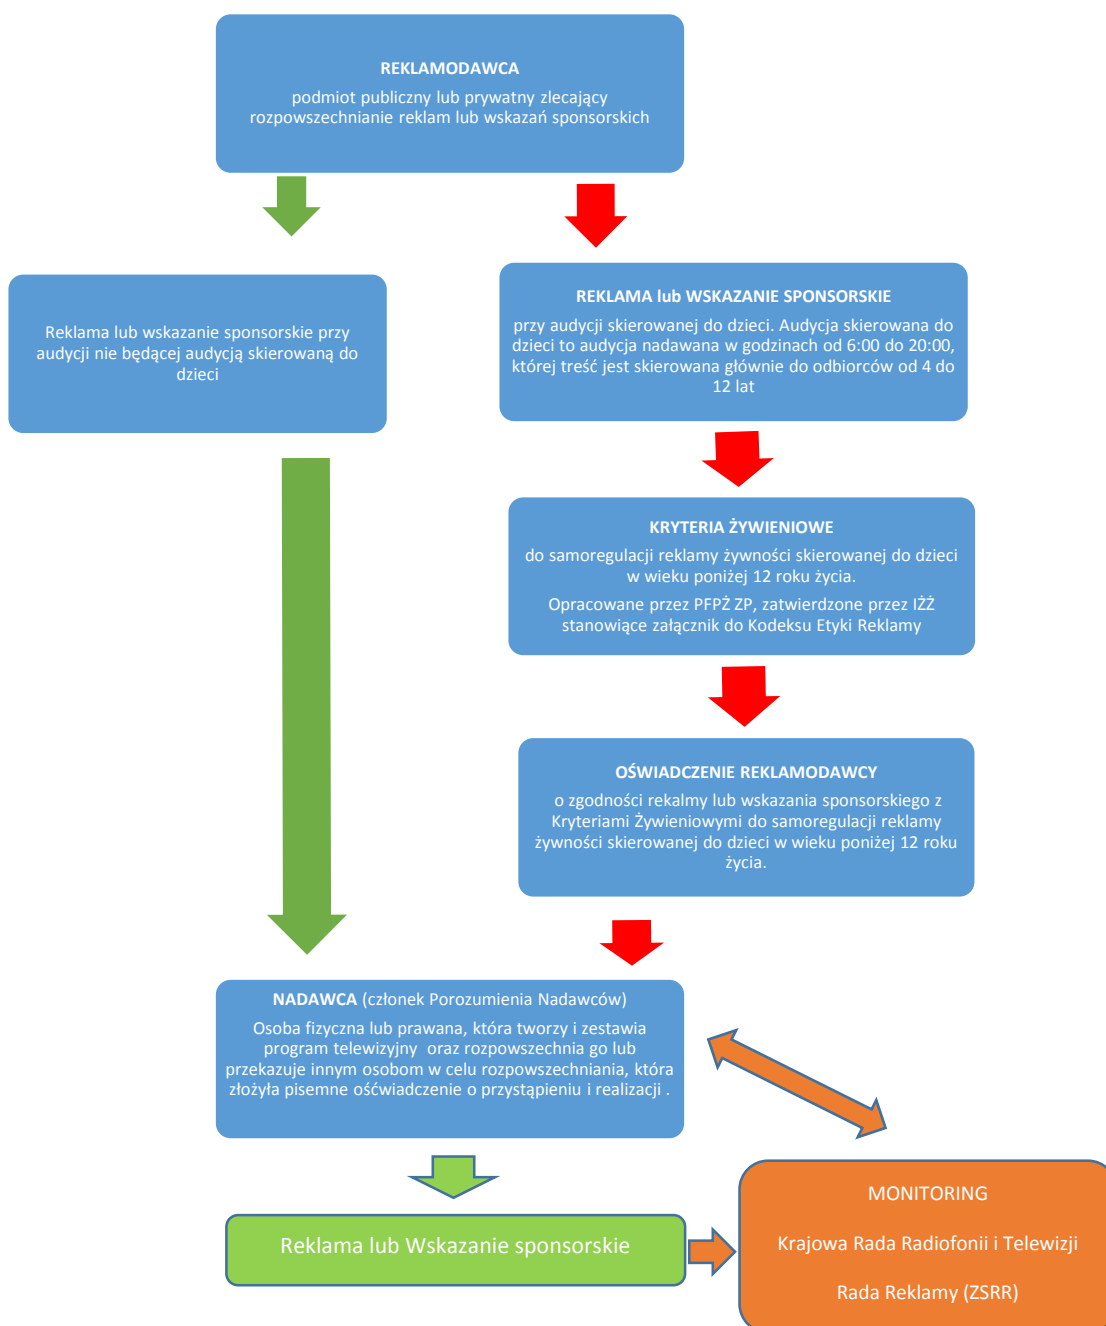 REKLAMODAWCA
podmiot publiczny lub prywatny zlecający
rozpowszechnianie reklam lub wskazań sponsorskich
Reklama lub wskazanie sponsorskie przy
audycji nie będącej audycją skierowaną do
dzieci
REKLAMA lub WSKAZANIE SPONSORSKIE
przy audycji skierowanej do dzieci. Audycja skierowana do
dzieci to audycja nadawana w godzinach od 6:00 do 20:00,
której treść jest skierowana głównie do odbiorców od 4 do
12 lat
KRYTERIA ŻYWIENIOWE
do samoregulacji reklamy żywności skierowanej do dzieci
w wieku poniżej 12 roku życia.
Opracowane przez PFPŻ ZP, zatwierdzone przez IŻŻ
stanowiące załącznik do Kodeksu Etyki Reklamy
OŚWIADCZENIE REKLAMODAWCY
o zgodności rekalmy lub wskazania sponsorskiego z
Kryteriami Żywieniowymi do samoregulacji reklamy
żywności skierowanej do dzieci w wieku poniżej 12 roku
życia.
NADAWCA (członek Porozumienia Nadawców)
Osoba fizyczna lub prawana, która tworzy i zestawia
program telewizyjny oraz rozpowszechnia go lub
przekazuje innym osobom w celu rozpowszechniania, która
złożyła pisemne ośćwiadczenie o przystąpieniu i realizacji .
Reklama lub Wskazanie sponsorskie
MONITORING
Krajowa Rada Radiofonii i Telewizji
Rada Reklamy (ZSRR)